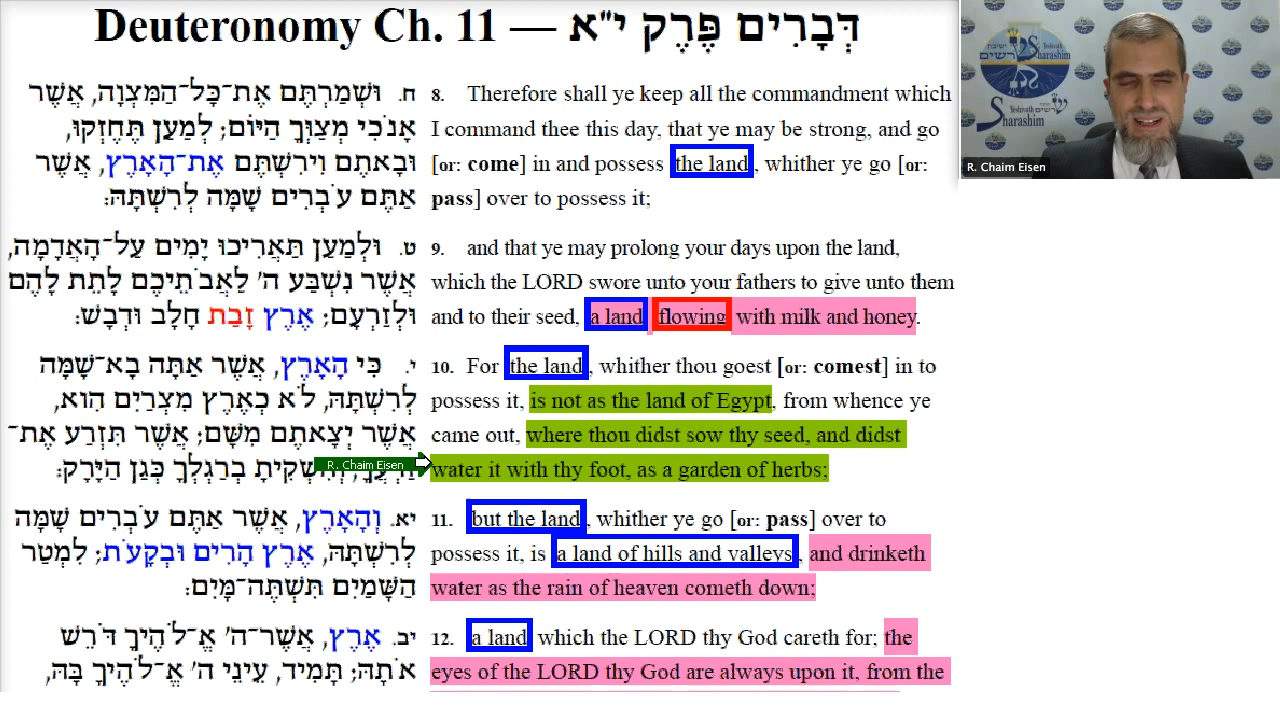 Deuteronomy Ch. 11 — דְּבָרִים פֶּרֶק י״א
ח. וּשְׁמַרְתֶּם אֶת־כָּל־הַמִּצְוָה, אֲשֶׁר
אָנֹכִי מְצַוְּךָ הַיּוֹם; לְמַעַן תֶּחֶזְקוּ,
וּבָאתֶם וִירִשְׁתֶּם אֶת־הָאָרֶץ, אֲשֶׁר
אַתֶּם עֹבְרִים שָׁמָּה לְרִשְׁתָּהּ:
8. Therefore shall ye keep all the commandment which
I command thee this day, that ye may be strong, and go
[or: come] in and possess the land, whither ye go [or:
pass] over to possess it;
ט. וּלְמַעַן תַּאֲרִיכוּ יָמִים עַל־הָאֲדָמָה,
אֲשֶׁר נִשְׁבַּע ה׳ לַאֲבֹתֵיכֶם לָתֵת לָהֶם
וּלְזַרְעָם; אֶרֶץ זָבַת חָלָב וּדְבָשׁ:
9. and that ye may prolong your days upon the land,
which the LORD swore unto your fathers to give unto them
and to their seed, a land flowing with milk and honey.
י. כִּי הָאָרֶץ, אֲשֶׁר אַתָּה בָא־שָׁמָּה
לְרִשְׁתָּהּ, לֹא כְאֶרֶץ מִצְרַיִם הִוא,
אֲשֶׁר יְצָאתֶם מִשָּׁם; אֲשֶׁר תִּזְרַע אֶת־
בְרַגְלְךָ כְּגַן הַיָּרָק:
10. For the land, whither thou goest [or: comest] in to
possess it, is not as the land of Egypt, from whence ye
came out, where thou didst sow thy seed, and didst
water it with thy foot, as a garden of herbs;
יא. וְהָאָרֶץ, אֲשֶׁר אַתֶּם עֹבְרִים שָׁמָּה
לְרִשְׁתָּהּ, אֶרֶץ הָרִים וּבְקָעֹת; לִמְטַר
הַשָּׁמַיִם תִּשְׁתֶּה־מָּיִם:
11. but the land, whither ye go [or: pass] over to
possess it, is a land of hills and valleys, and drinketh
water as the rain of heaven cometh down;
יב. אֶרֶץ, אֲשֶׁר־ה׳ אֱ־לֹהֶיךָ דֹּרֵשׁ
אֹתָהּ; תָּמִיד, עֵינֵי ה׳ אֱ־לֹהֶיךָ בָּהּ,
12. a land which the LORD thy God careth for; the
eyes of the LORD thy God are always upon it, from the
R. Chaim Eisen
Yeshivath
Sharashim
Yeshivath
Sharashim
R. Chaim Eisen